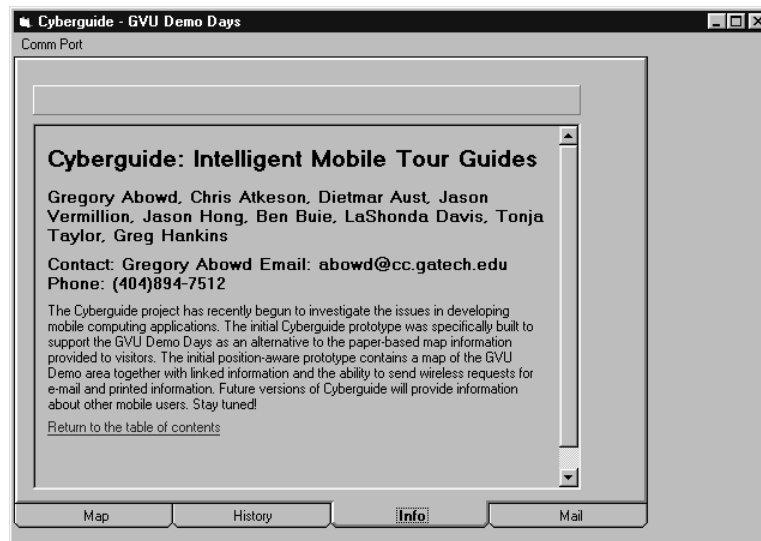 Cyberguide - GVU Demo Days
Comm Port
Cyberguide: Intelligent Mobile Tour Guides
Gregory Abowd, Chris Atkeson, Dietmar Aust, Jason
Vermillion, Jason Hong, Ben Buie, LaShonda Davis, Tonja
Taylor, Greg Hankins
Contact: Gregory Abowd Email: abowd@cc.gatech.edu
Phone: (404)894-7512
The Cyberguide project has recently begun to investigate the issues in developing
mobile computing applications. The initial Cyberguide prototype was specifically built to
support the GVU Demo Days as an alternative to the paper-based map information
provided to visitors. The initial position-aware prototype contains a map of the GVU
Demo area together with linked information and the ability to send wireless requests for
e-mail and printed information. Future versions of Cyberguide will provide information
about other mobile users. Stay tuned!
Return to the table of contents
Map History Info Mail